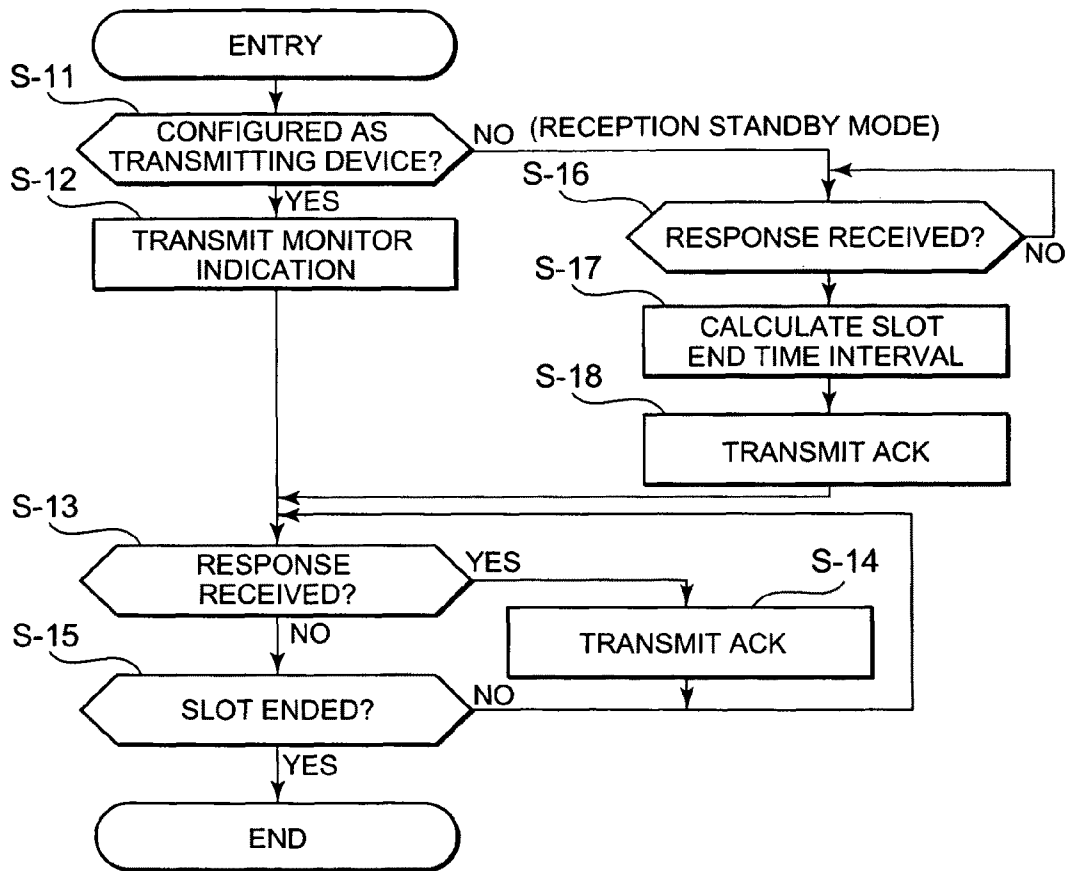 ENTRY
S-11
CONFIGURED AS
TRANSMITTING DEVICE?
NO (RECEPTION STANDBY MODE)
YES
S-12
TRANSMIT MONITOR
INDICATION
S-16
RESPONSE RECEIVED?
NO
S-17
CALCULATE SLOT
END TIME INTERVAL
S-18
TRANSMIT ACK
S-13
RESPONSE
RECEIVED?
YES
NO
S-14
TRANSMIT ACK
S-15
SLOT ENDED?
NO
YES
END